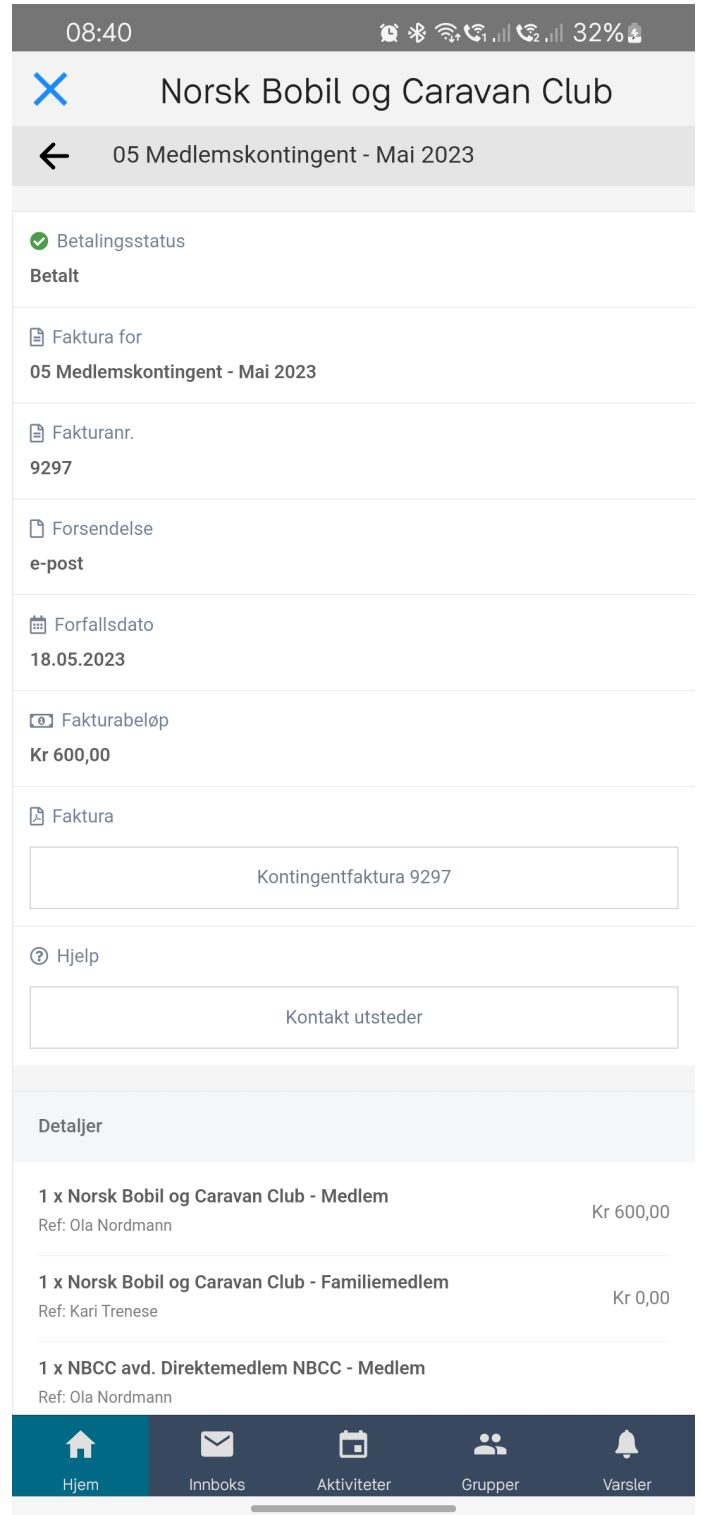 08:40
32%
Norsk Bobil og Caravan Club
05 Medlemskontingent - Mai 2023
Betalingsstatus
Betalt
Faktura for
05 Medlemskontingent - Mai 2023
Fakturanr.
9297
Forsendelse
e-post
Forfallsdato
18.05.2023
Fakturabeløp
Kr 600,00
Faktura
Kontingentfaktura 9297
Hjelp
Kontakt utsteder
Detaljer
1 x Norsk Bobil og Caravan Club - Medlem
Ref: Ola Nordmann
Kr 600,00
1 x Norsk Bobil og Caravan Club - Familiemedlem
Ref: Kari Trenese
Kr 0,00
1 x NBCC avd. Direktemedlem NBCC - Medlem
Ref: Ola Nordmann
Hjem
Innboks
Aktiviteter
Grupper
Varsler